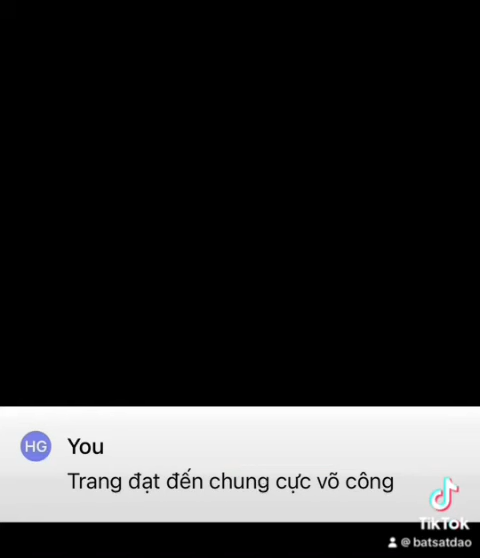 HG
You
Trang đạt đến chung cực võ công
TikTok
@ batsatdao